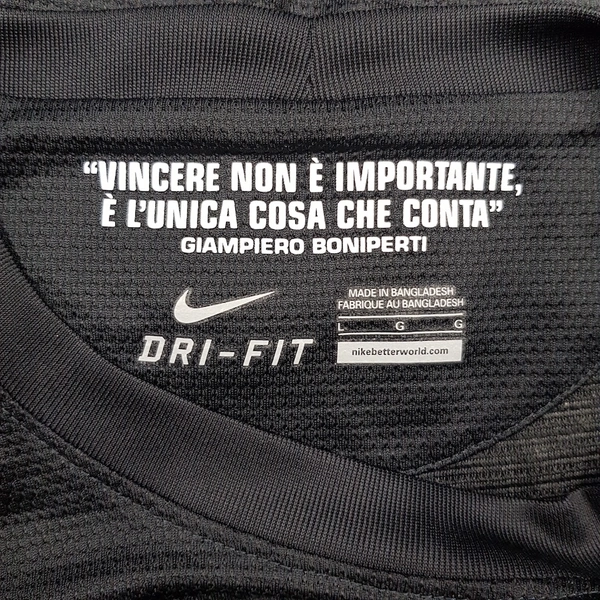 “VINCERE NON È IMPORTANTE,
È L’UNICA COSA CHE CONTA”
GIAMPIERO BONIPERTI
DRI-FIT
MADE IN BANGLADESH
FABRIQUE AU BANGLADESH
L G G
nikebetterworld.com